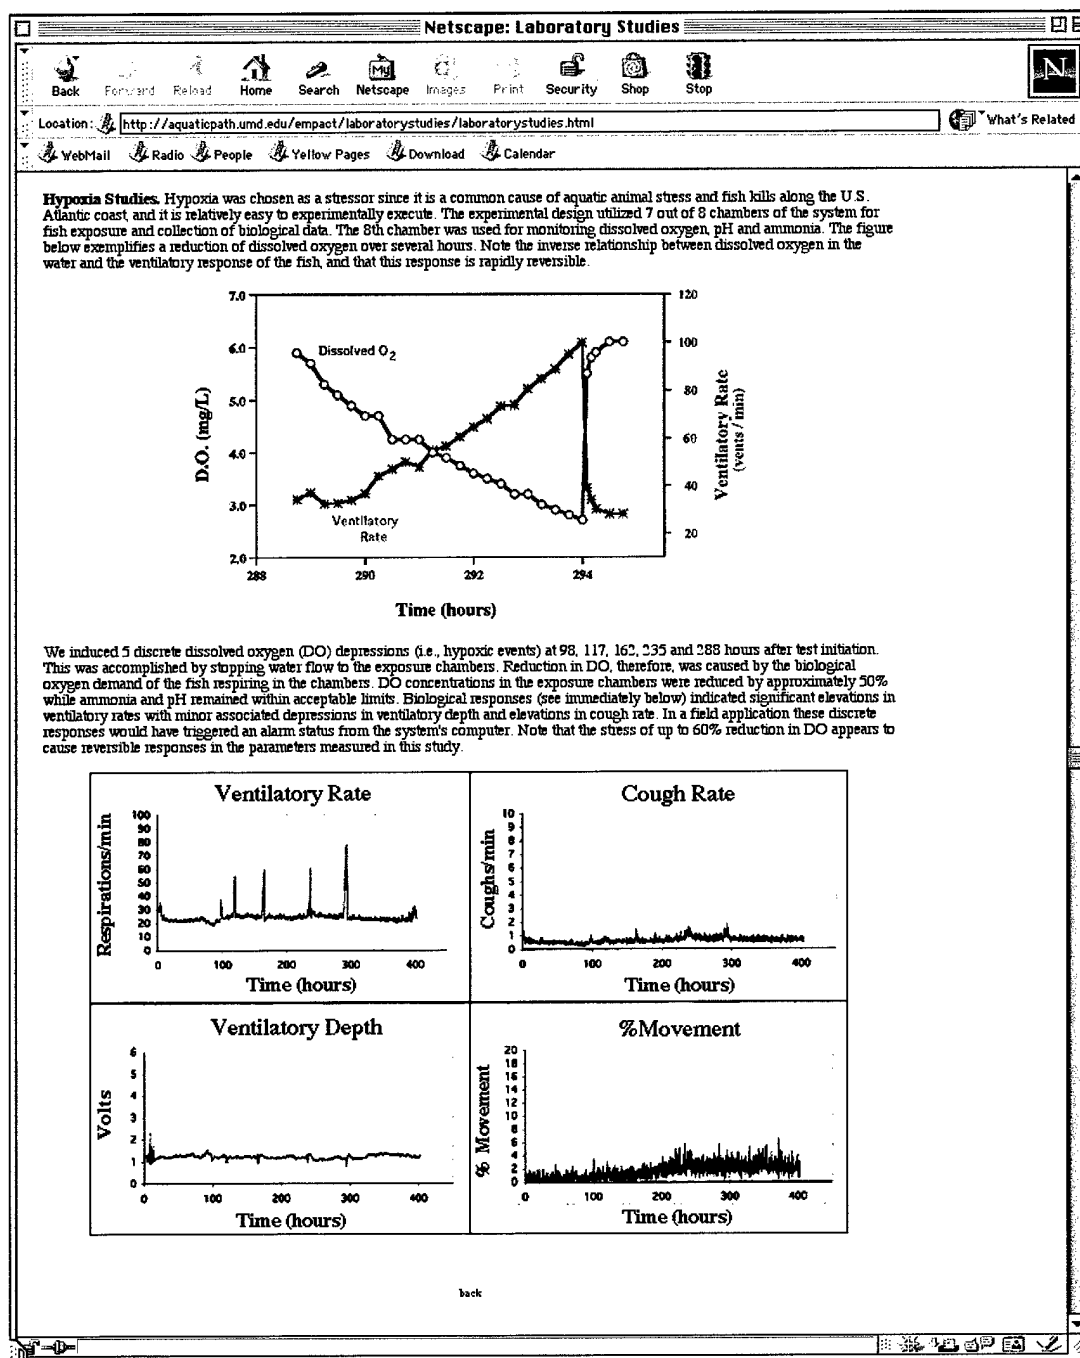 Netscape: Laboratory Studies
Back Forward Reload Home Search Netscape Images Print Security Shop Stop
N
Location: http://aquaticpath.umd.edu/empact/laboratorystudies/laboratorystudies.html What's Related
WebMail Radio People Yellow Pages Download Calendar
Hypoxia Studies. Hypoxia was chosen as a stressor since it is a common cause of aquatic animal stress and fish kills along the U.S.
Atlantic coast, and it is relatively easy to experimentally execute. The experimental design utilized 7 out of 8 chambers of the system for
fish exposure and collection of biological data. The 8th chamber was used for monitoring dissolved oxygen, pH and ammonia. The figure
below exemplifies a reduction of dissolved oxygen over several hours. Note the inverse relationship between dissolved oxygen in the
water and the ventilatory response of the fish, and that this response is rapidly reversible.
7.0
6.0
5.0
4.0
3.0
2.0
D.O. (mg/L)
Dissolved O2
Ventilatory
Rate
120
100
80
60
40
20
Ventilatory Rate
(vents / min)
288 290 292 294
Time (hours)
We induced 5 discrete dissolved oxygen (DO) depressions (i.e., hypoxic events) at 98, 117, 162, 235 and 288 hours after test initiation.
This was accomplished by stopping water flow to the exposure chambers. Reduction in DO, therefore, was caused by the biological
oxygen demand of the fish respiring in the chambers. DO concentrations in the exposure chambers were reduced by approximately 50%
while ammonia and pH remained within acceptable limits. Biological responses (see immediately below) indicated significant elevations in
ventilatory rates with minor associated depressions in ventilatory depth and elevations in cough rate. In a field application these discrete
responses would have triggered an alarm status from the system's computer. Note that the stress of up to 60% reduction in DO appears to
cause reversible responses in the parameters measured in this study.
Ventilatory Rate
Respirations/min
100
90
80
70
60
50
40
30
20
10
0
0 100 200 300 400
Time (hours)
Cough Rate
Coughs/min
10
9
8
7
6
5
4
3
2
1
0
0 100 200 300 400
Time (hours)
Ventilatory Depth
Volts
6
5
4
3
2
1
0
0 100 200 300 400
Time (hours)
%Movement
% Movement
20
18
16
14
12
10
8
6
4
2
0
0 100 200 300 400
Time (hours)
back